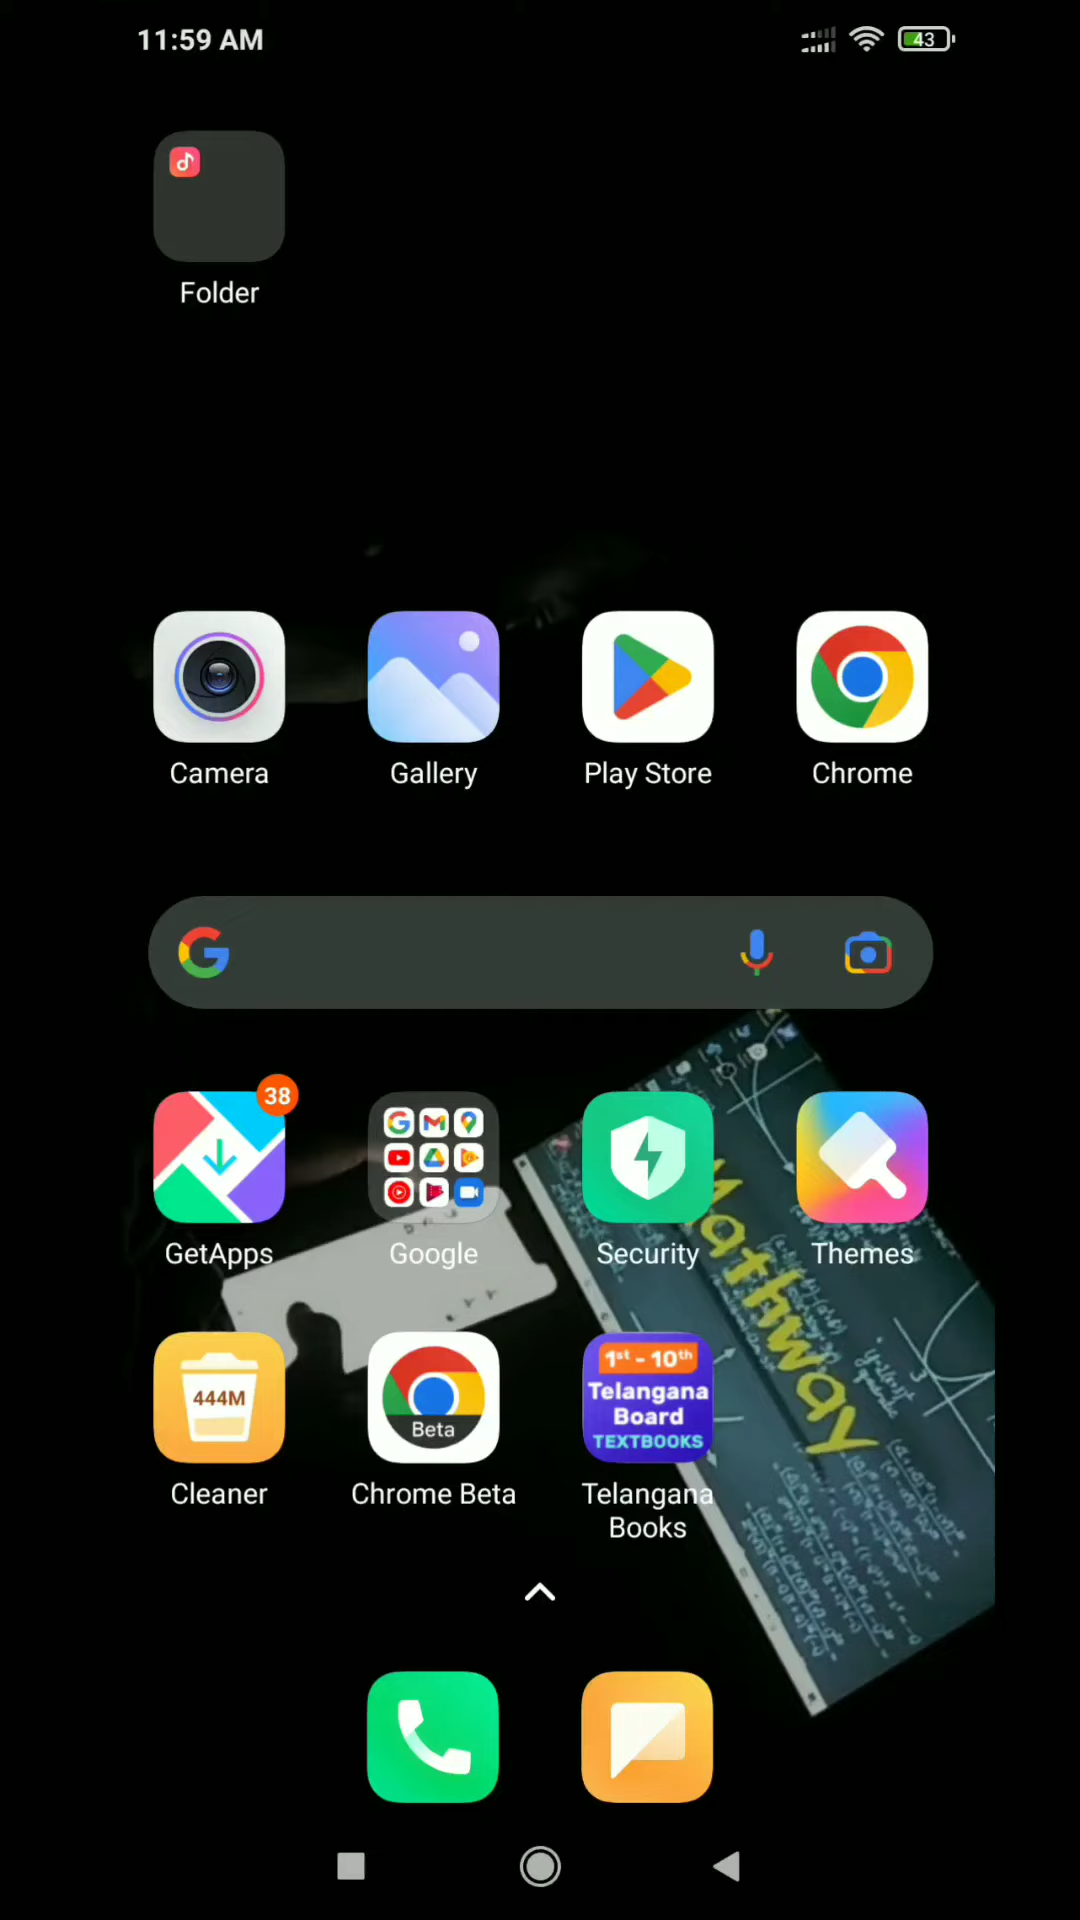 11:59 AM
43
Folder
Camera
Gallery
Play Store
Chrome
38
GetApps
Google
Security
Themes
Mathway
444M
Cleaner
Beta
Chrome Beta
1st - 10th
Telangana
Board
TEXTBOOKS
Telangana
Books